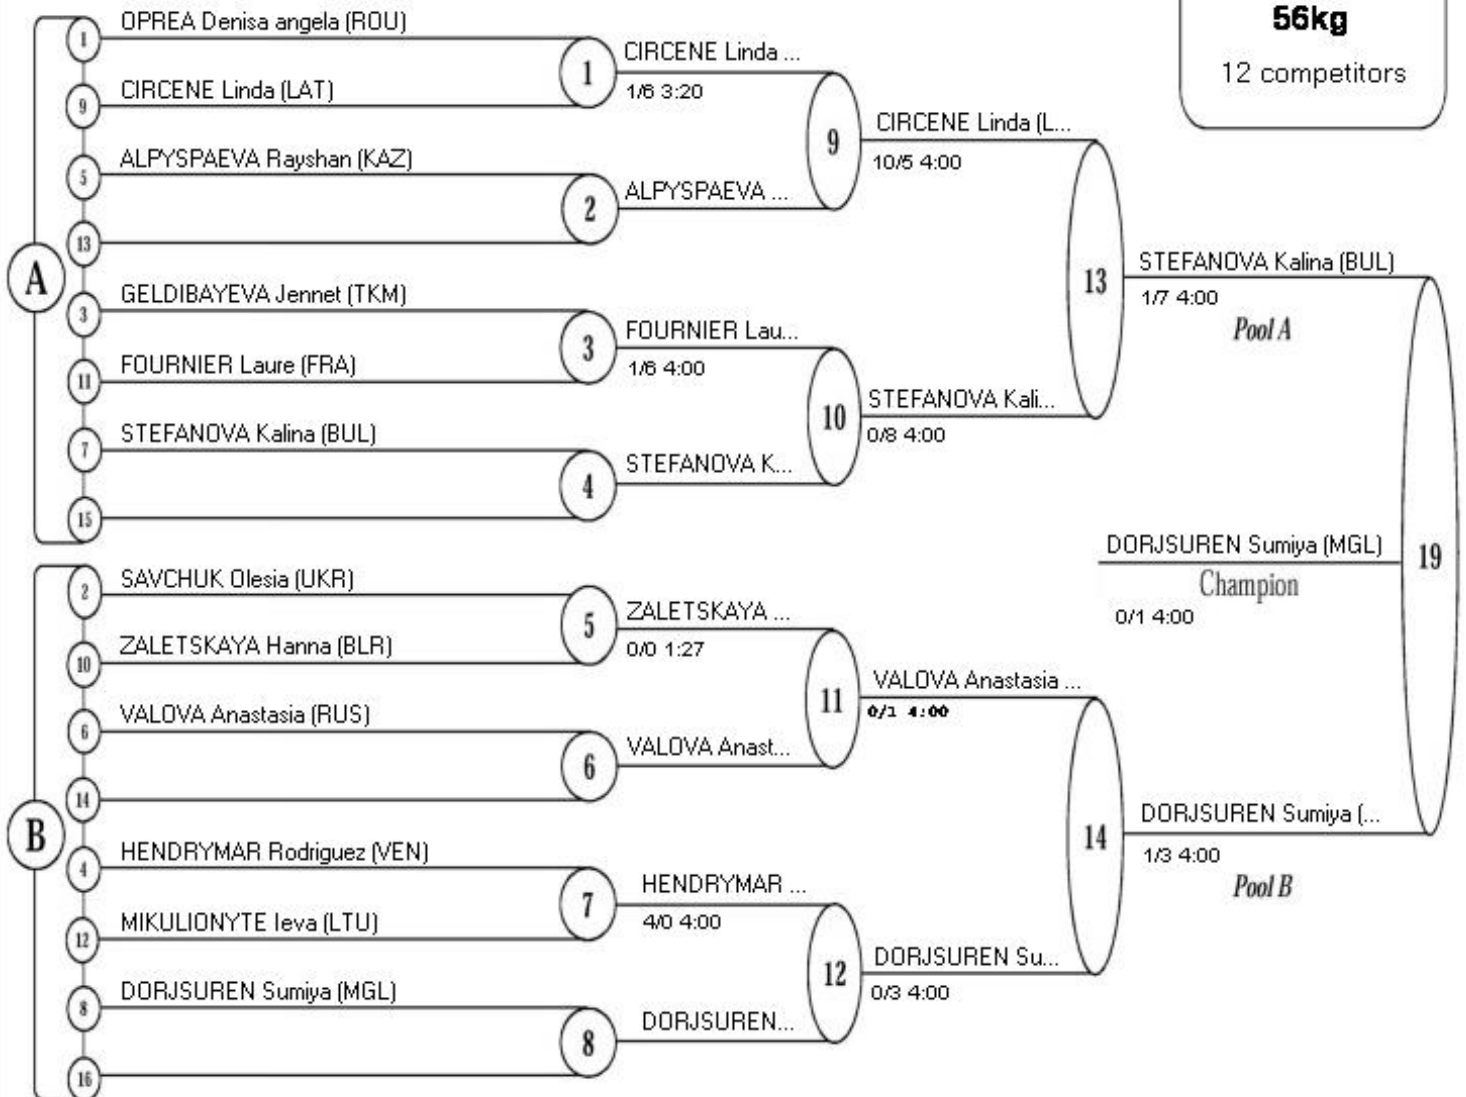 56kg
12 competitors
A
1
OPREA Denisa angela (ROU)
9
CIRCENE Linda (LAT)
5
ALPYSPAEVA Rayshan (KAZ)
13
3
GELDIBAYEVA Jennet (TKM)
11
FOURNIER Laure (FRA)
7
STEFANOVA Kalina (BUL)
15
B
2
SAVCHUK Olesia (UKR)
10
ZALETSKAYA Hanna (BLR)
6
VALOVA Anastasia (RUS)
14
4
HENDRYMAR Rodriguez (VEN)
12
MIKULIONYTE Ieva (LTU)
8
DORJSUREN Sumiya (MGL)
16
1
CIRCENE Linda ...
1/6 3:20
2
ALPYSPAEVA ...
3
FOURNIER Lau...
1/6 4:00
4
STEFANOVA K...
5
ZALETSKAYA ...
0/0 1:27
6
VALOVA Anast...
7
HENDRYMAR ...
4/0 4:00
8
DORJSUREN...
9
CIRCENE Linda (L...
10/5 4:00
10
STEFANOVA Kali...
0/8 4:00
11
VALOVA Anastasia ...
0/1 4:00
12
DORJSUREN Su...
0/3 4:00
13
STEFANOVA Kalina (BUL)
1/7 4:00
Pool A
14
DORJSUREN Sumiya (...
1/3 4:00
Pool B
DORJSUREN Sumiya (MGL)
Champion
0/1 4:00
19